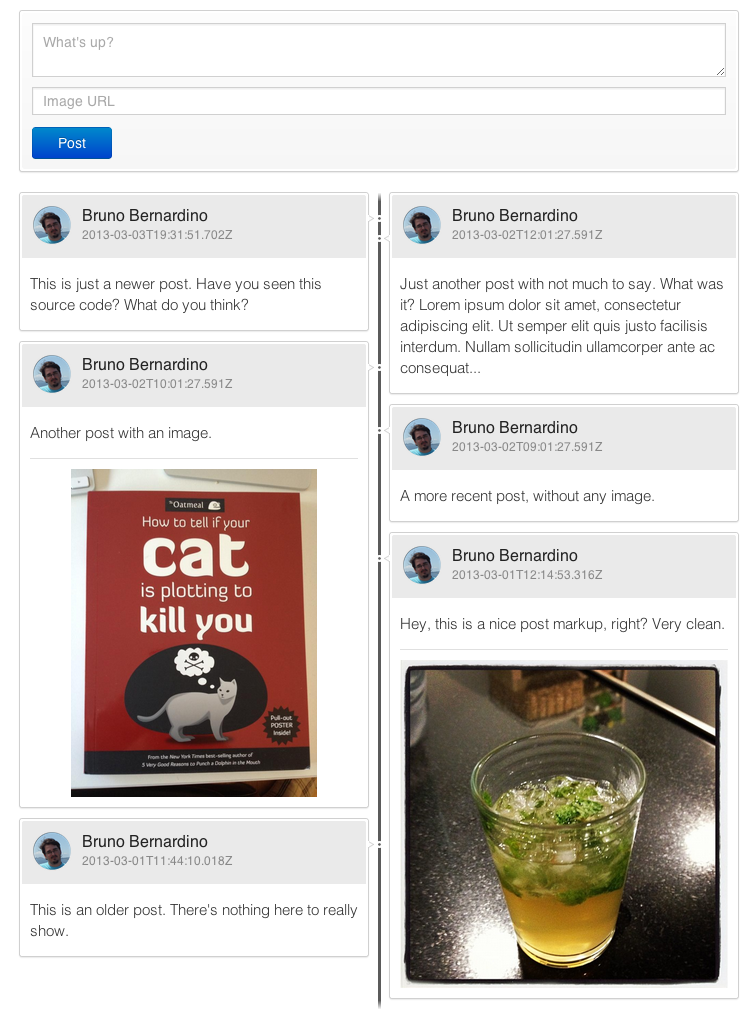 What's up?
Image URL
Post
Bruno Bernardino
2013-03-03T19:31:51.702Z
This is just a newer post. Have you seen this
source code? What do you think?
Bruno Bernardino
2013-03-02T12:01:27.591Z
Just another post with not much to say. What was
it? Lorem ipsum dolor sit amet, consectetur
adipiscing elit. Ut semper elit quis justo facilisis
interdum. Nullam sollicitudin ullamcorper ante ac
consequat...
Bruno Bernardino
2013-03-02T10:01:27.591Z
Another post with an image.
The Oatmeal
How to tell if your
cat
is plotting to
kill you
Pull-out
POSTER
Inside!
From the New York Times best-selling author of
5 Very Good Reasons to Punch a Dolphin in the Mouth
Bruno Bernardino
2013-03-02T09:01:27.591Z
A more recent post, without any image.
Bruno Bernardino
2013-03-01T12:14:53.316Z
Hey, this is a nice post markup, right? Very clean.
Bruno Bernardino
2013-03-01T11:44:10.018Z
This is an older post. There's nothing here to really
show.